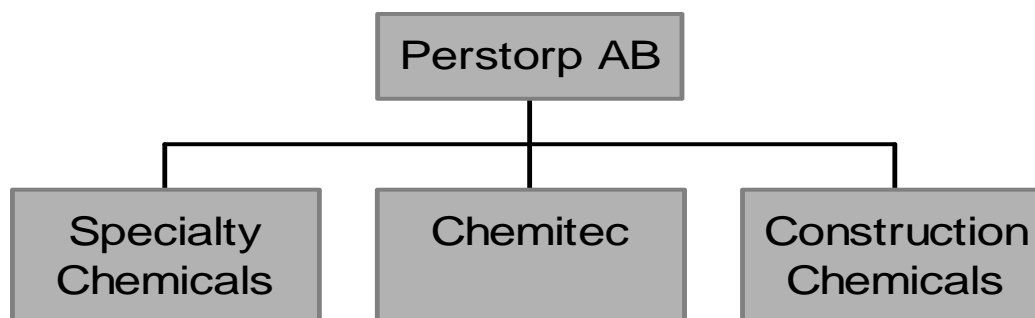 Perstorp AB
Specialty
Chemicals
Chemitec
Construction
Chemicals